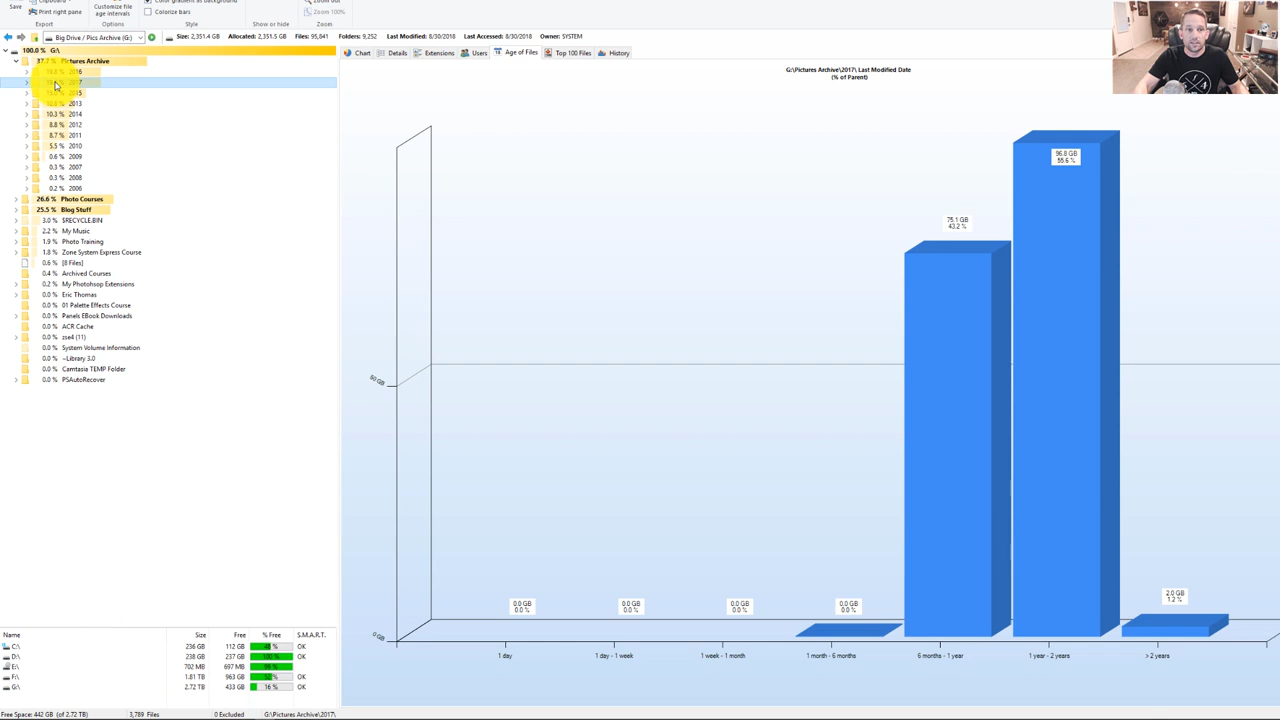 Clipboard
Print right pane
Customize file
age intervals
Color gradient as background
Colorize bars
Zoom out
Zoom 100%
Save
Export
Options
Style
Show or hide
Zoom
Big Drive / Pics Archive (G:)
Size: 2,351.4 GB
Allocated: 2,351.5 GB
Files: 95,841
Folders: 9,252
Last Modified: 8/30/2018
Last Accessed: 8/30/2018
Owner: SYSTEM
Chart
Details
Extensions
Users
Age of Files
Top 100 Files
History
100.0 % G:\
37.7 % Pictures Archive
2016
2017
2015
2013
10.3 % 2014
8.8 % 2012
8.7 % 2011
5.5 % 2010
0.6 % 2009
0.3 % 2007
0.3 % 2008
0.2 % 2006
26.6 % Photo Courses
25.5 % Blog Stuff
3.0 % $RECYCLE.BIN
2.2 % My Music
1.9 % Photo Training
1.8 % Zone System Express Course
0.6 % [8 Files]
0.4 % Archived Courses
0.2 % My Photohsop Extensions
0.0 % Eric Thomas
0.0 % 01 Palette Effects Course
0.0 % Panels EBook Downloads
0.0 % ACR Cache
0.0 % zse4 (11)
0.0 % System Volume Information
0.0 % ~Library 3.0
0.0 % Camtasia TEMP Folder
0.0 % PSAutoRecover
G:\Pictures Archive\2017\ Last Modified Date
(% of Parent)
96.8 GB
55.6 %
75.1 GB
43.2 %
50 GB
2.0 GB
1.2 %
0.0 GB
0.0 %
0.0 GB
0.0 %
0.0 GB
0.0 %
0.0 GB
0.0 %
0 GB
1 day
1 day - 1 week
1 week - 1 month
1 month - 6 months
6 months - 1 year
1 year - 2 years
> 2 years
Name Size Free % Free S.M.A.R.T.
C:\ 236 GB 112 GB OK
D:\ 238 GB 237 GB 100 % OK
E:\ 702 MB 697 MB 99 %
F:\ 1.81 TB 963 GB 52 % OK
G:\ 2.72 TB 433 GB 16 % OK
Free Space: 442 GB (of 2.72 TB)
3,789 Files
0 Excluded
G:\Pictures Archive\2017\